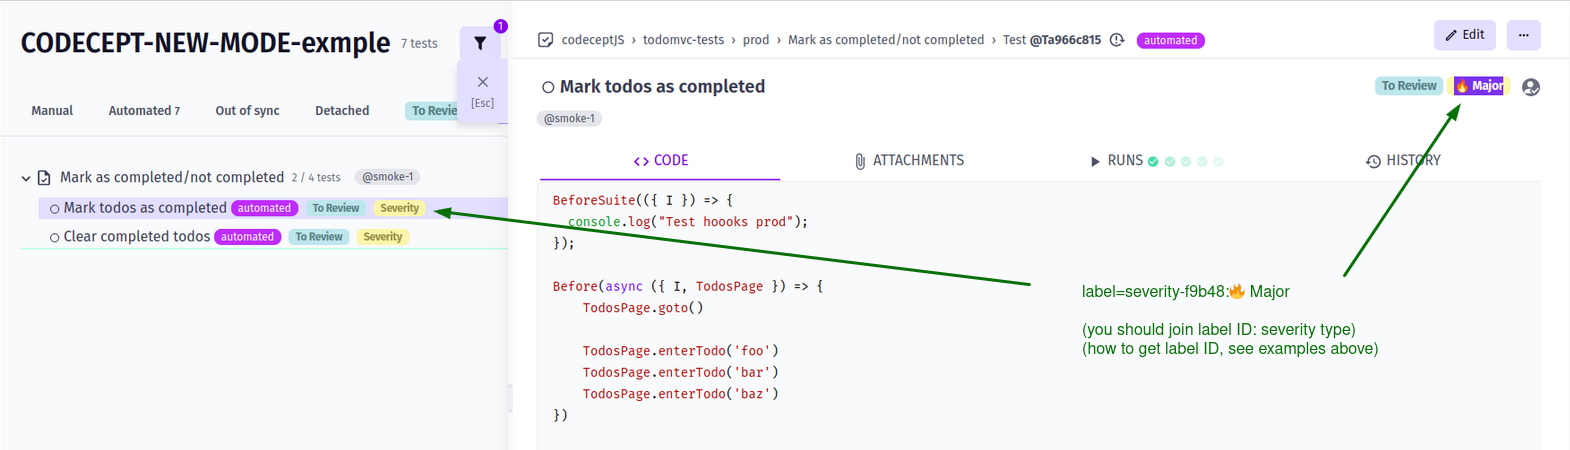 CODECEPT-NEW-MODE-exmple 7 tests
1
[Esc]
Manual Automated 7 Out of sync Detached To Revie
Mark as completed/not completed 2 / 4 tests @smoke-1
Mark todos as completed automated To Review Severity
Clear completed todos automated To Review Severity
codeceptJS › todomvc-tests › prod › Mark as completed/not completed › Test @Ta966c815 automated
Edit ...
Mark todos as completed
To Review 🔥 Major
@smoke-1
<> CODE ATTACHMENTS RUNS HISTORY
BeforeSuite(({ I }) => {
console.log("Test hoooks prod");
});
Before(async ({ I, TodosPage }) => {
TodosPage.goto()
TodosPage.enterTodo('foo')
TodosPage.enterTodo('bar')
TodosPage.enterTodo('baz')
})
label=severity-f9b48:🔥 Major
(you should join label ID: severity type)
(how to get label ID, see examples above)